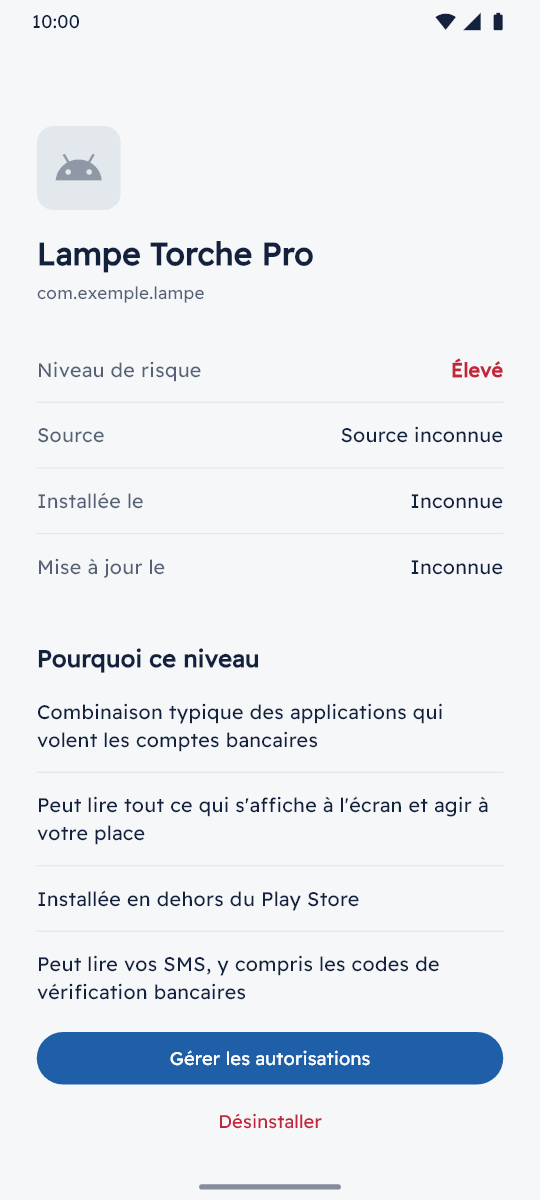 10:00
Lampe Torche Pro
com.exemple.lampe
Niveau de risque Élevé
Source Source inconnue
Installée le Inconnue
Mise à jour le Inconnue
Pourquoi ce niveau
Combinaison typique des applications qui
volent les comptes bancaires
Peut lire tout ce qui s'affiche à l'écran et agir à
votre place
Installée en dehors du Play Store
Peut lire vos SMS, y compris les codes de
vérification bancaires
Gérer les autorisations
Désinstaller